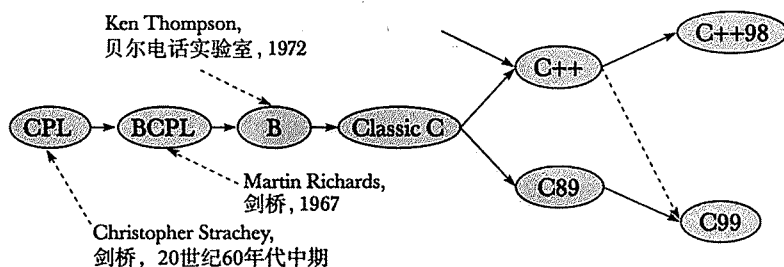 Ken Thompson,
贝尔电话实验室, 1972
C++
C++98
CPL
BCPL
B
Classic C
Martin Richards,
剑桥, 1967
C89
C99
Christopher Strachey,
剑桥, 20世纪60年代中期